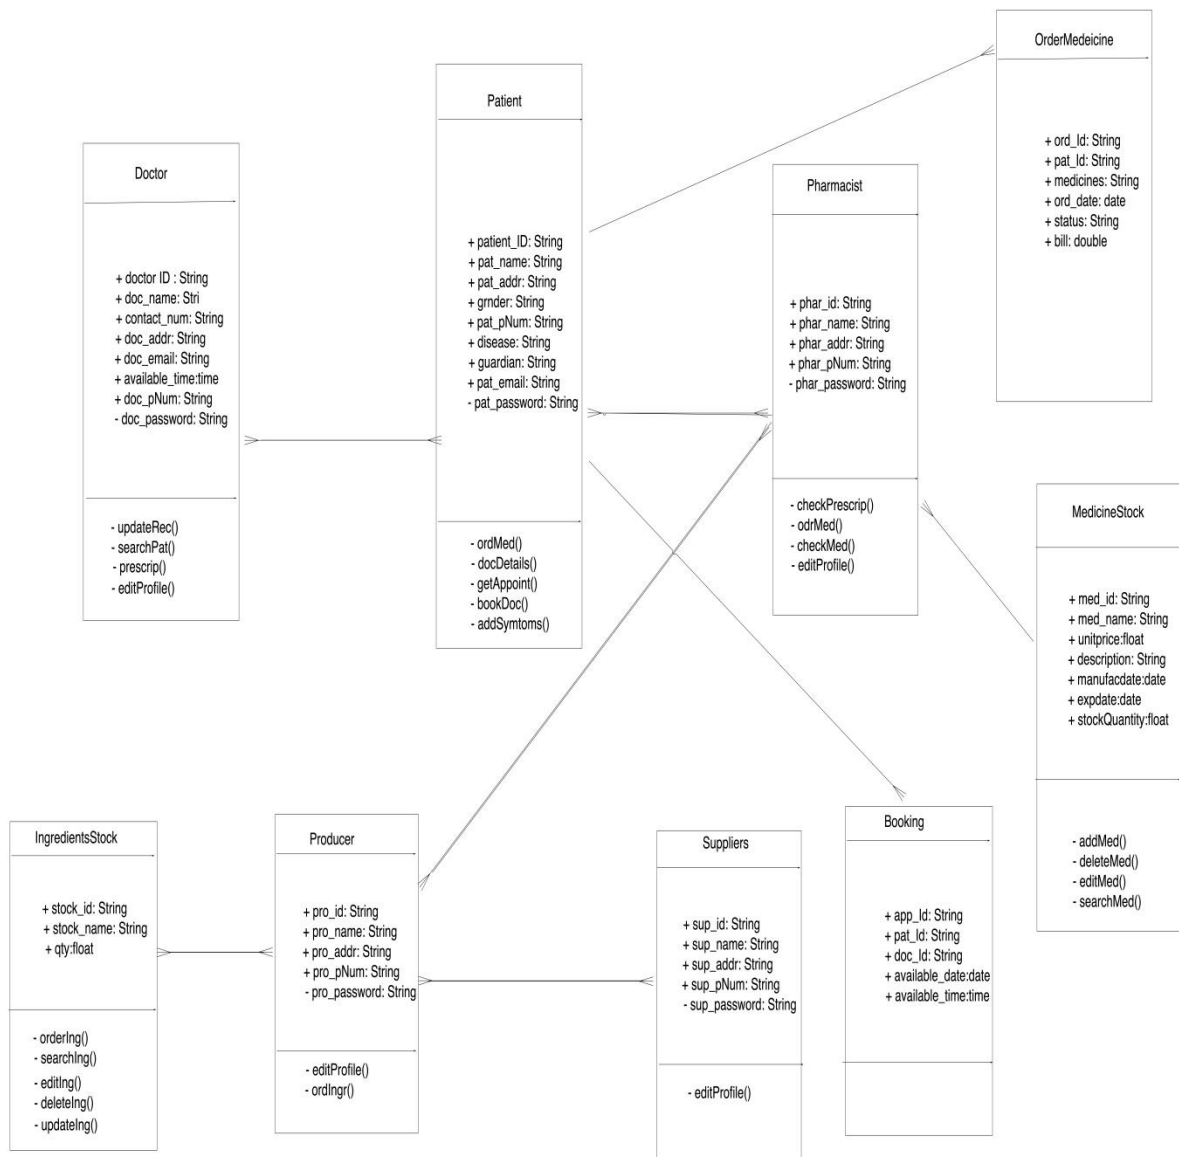 Doctor
+ doctor ID : String
+ doc_name: Stri
+ contact_num: String
+ doc_addr: String
+ doc_email: String
+ available_time:time
+ doc_pNum: String
- doc_password: String
- updateRec()
- searchPat()
- prescrip()
- editProfile()
Patient
+ patient_ID: String
+ pat_name: String
+ pat_addr: String
+ grnder: String
+ pat_pNum: String
+ disease: String
+ guardian: String
+ pat_email: String
- pat_password: String
- ordMed()
- docDetails()
- getAppoint()
- bookDoc()
- addSymtoms()
Pharmacist
+ phar_id: String
+ phar_name: String
+ phar_addr: String
+ phar_pNum: String
- phar_password: String
- checkPrescrip()
- odrMed()
- checkMed()
- editProfile()
OrderMedeicine
+ ord_Id: String
+ pat_Id: String
+ medicines: String
+ ord_date: date
+ status: String
+ bill: double
MedicineStock
+ med_id: String
+ med_name: String
+ unitprice:float
+ description: String
+ manufacdate:date
+ expdate:date
+ stockQuantity:float
- addMed()
- deleteMed()
- editMed()
- searchMed()
IngredientsStock
+ stock_id: String
+ stock_name: String
+ qty:float
- orderIng()
- searchIng()
- editIng()
- deleteIng()
- updateIng()
Producer
+ pro_id: String
+ pro_name: String
+ pro_addr: String
+ pro_pNum: String
- pro_password: String
- editProfile()
- ordIngr()
Suppliers
+ sup_id: String
+ sup_name: String
+ sup_addr: String
+ sup_pNum: String
- sup_password: String
- editProfile()
Booking
+ app_Id: String
+ pat_Id: String
+ doc_Id: String
+ available_date:date
+ available_time:time